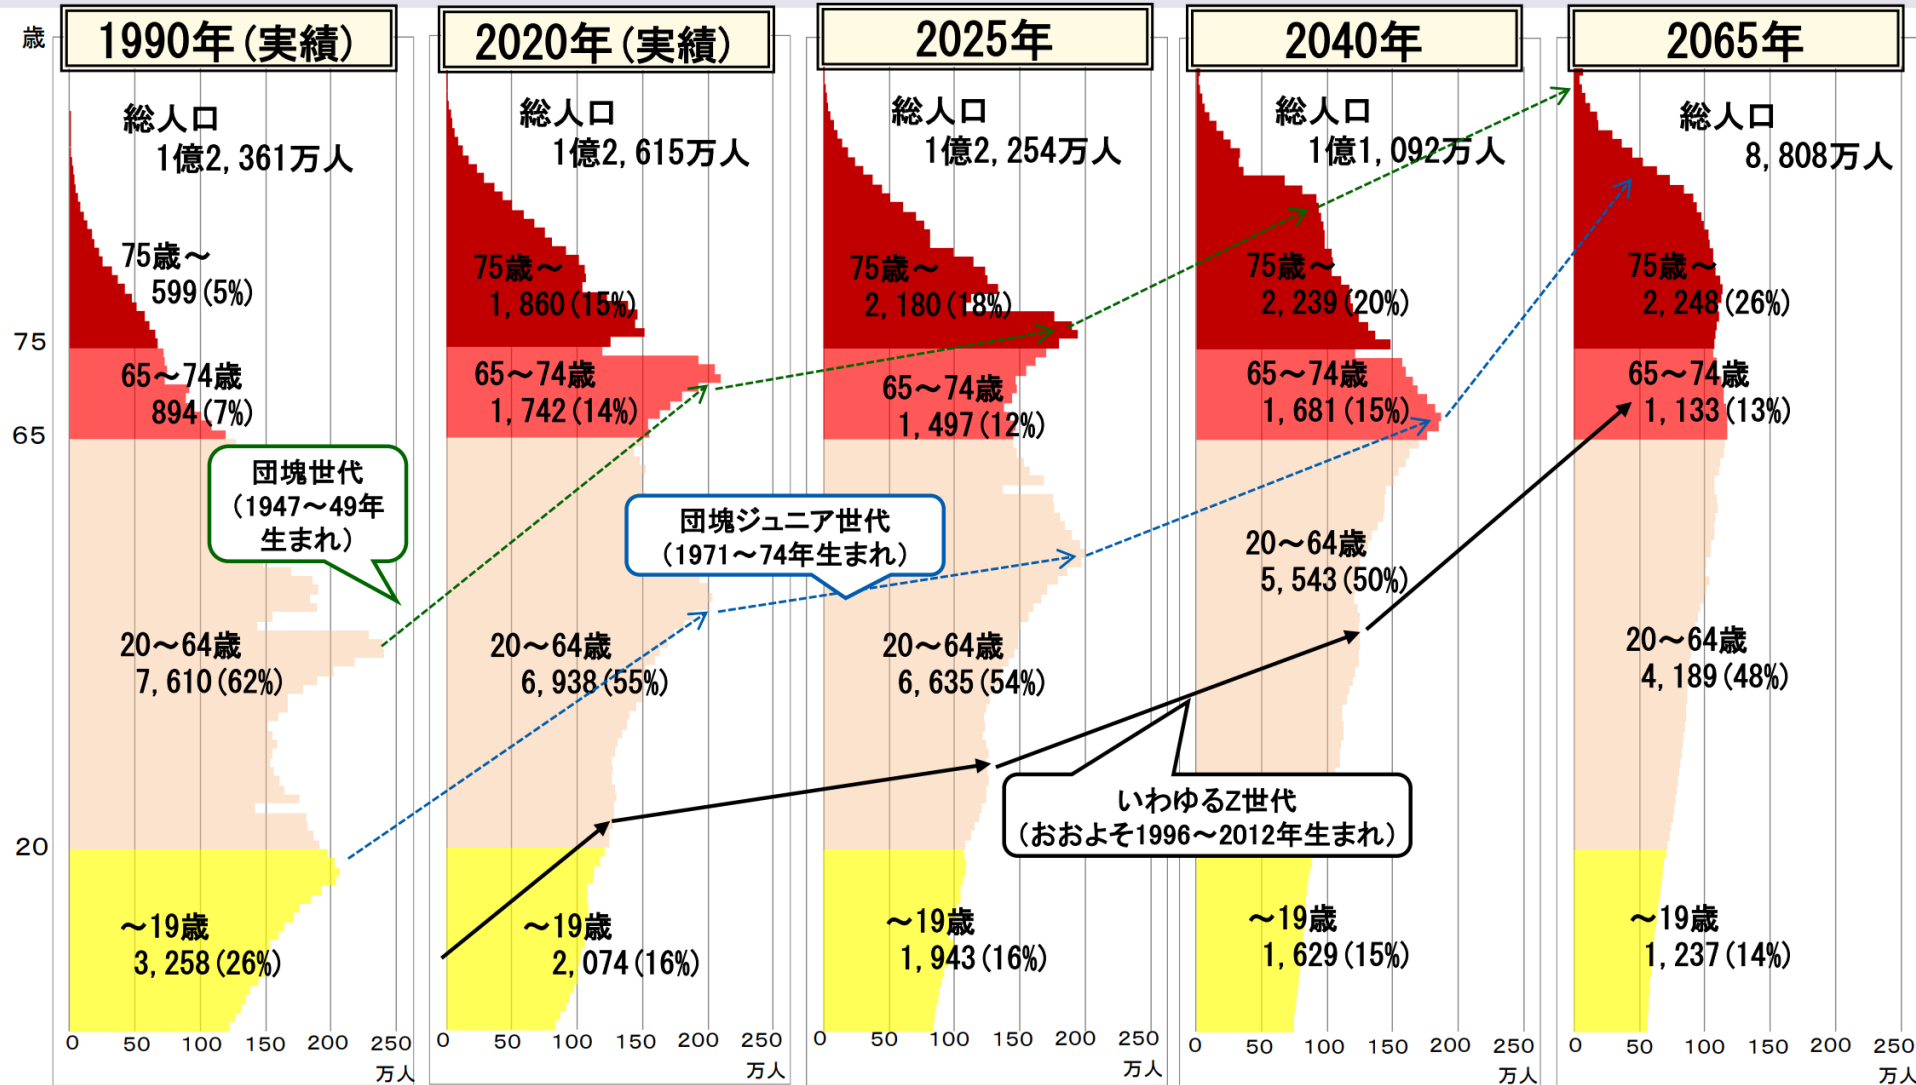 歳
1990年(実績)
総人口
1億2,361万人
75歳～
599(5%)
75
65～74歳
894(7%)
65
団塊世代
(1947～49年
生まれ)
20～64歳
7,610(62%)
20
～19歳
3,258(26%)
0 50 100 150 200 250
万人
2020年(実績)
総人口
1億2,615万人
75歳～
1,860(15%)
65～74歳
1,742(14%)
団塊ジュニア世代
(1971～74年生まれ)
20～64歳
6,938(55%)
～19歳
2,074(16%)
0 50 100 150 200 250
万人
2025年
総人口
1億2,254万人
75歳～
2,180(18%)
65～74歳
1,497(12%)
20～64歳
6,635(54%)
～19歳
1,943(16%)
0 50 100 150 200 250
万人
2040年
総人口
1億1,092万人
75歳～
2,239(20%)
65～74歳
1,681(15%)
20～64歳
5,543(50%)
いわゆるZ世代
(おおよそ1996～2012年生まれ)
～19歳
1,629(15%)
0 50 100 150 200 250
万人
2065年
総人口
8,808万人
75歳～
2,248(26%)
65～74歳
1,133(13%)
20～64歳
4,189(48%)
～19歳
1,237(14%)
0 50 100 150 200 250
万人